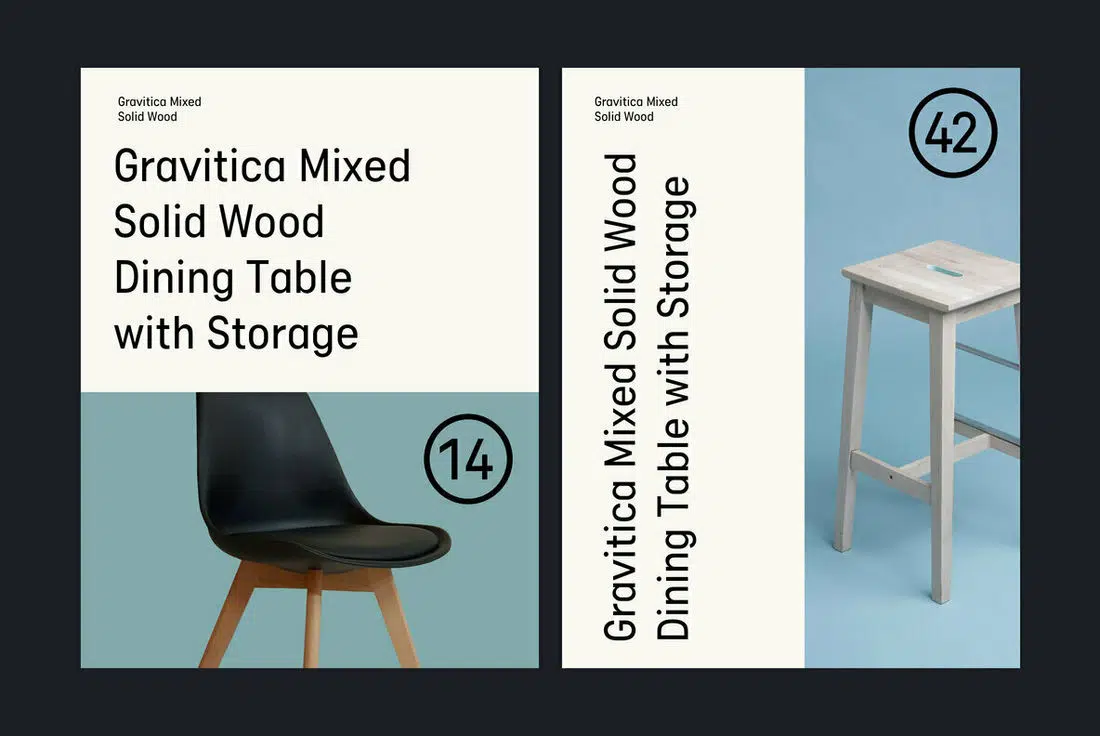 Gravitica Mixed
Solid Wood
Gravitica Mixed
Solid Wood
Dining Table
with Storage
14
Gravitica Mixed
Solid Wood
Gravitica Mixed Solid Wood
Dining Table with Storage
42